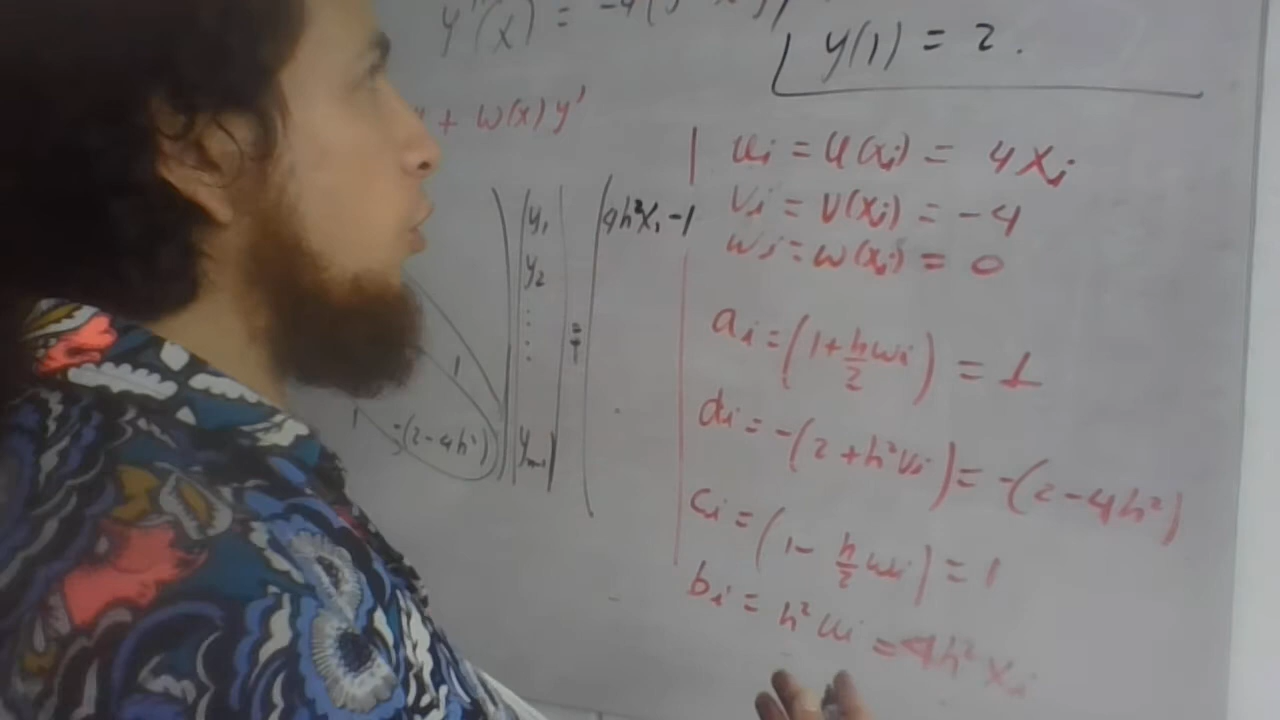 y''(x) = -4(y
y(1) = 2.
+ w(x) y'
ui = u(xi) = 4xi
vi = v(xi) = -4
wi = w(xi) = 0
y1
4h²x1 - 1
y2
=
ai = (1 + h/2 wi) = 1
1
di = -(2 + h²vi) = -(2 - 4h²)
1
-(2 - 4h²)
yn-1
ci = (1 - h/2 wi) = 1
bi = h² ui = 4h² xi